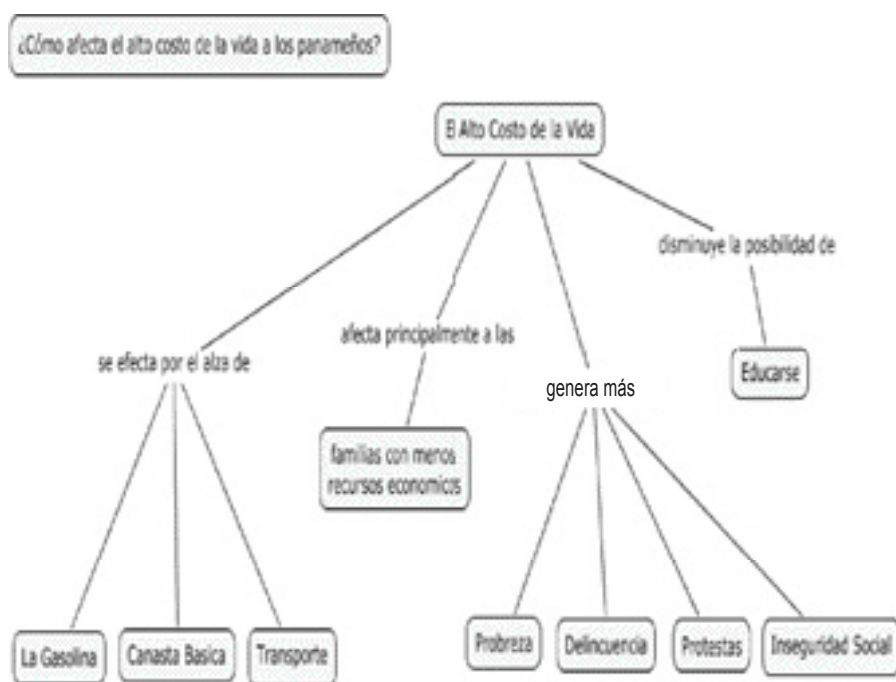 ¿Cómo afecta el alto costo de la vida a los panameños?
El Alto Costo de la Vida
disminuye la posibilidad de
afecta principalmente a las
se efecta por el alza de
Educarse
genera más
familias con menos
recursos economicos
Probreza
Delincuencia
Protestas
Inseguridad Social
La Gasolina
Canasta Basica
Transporte